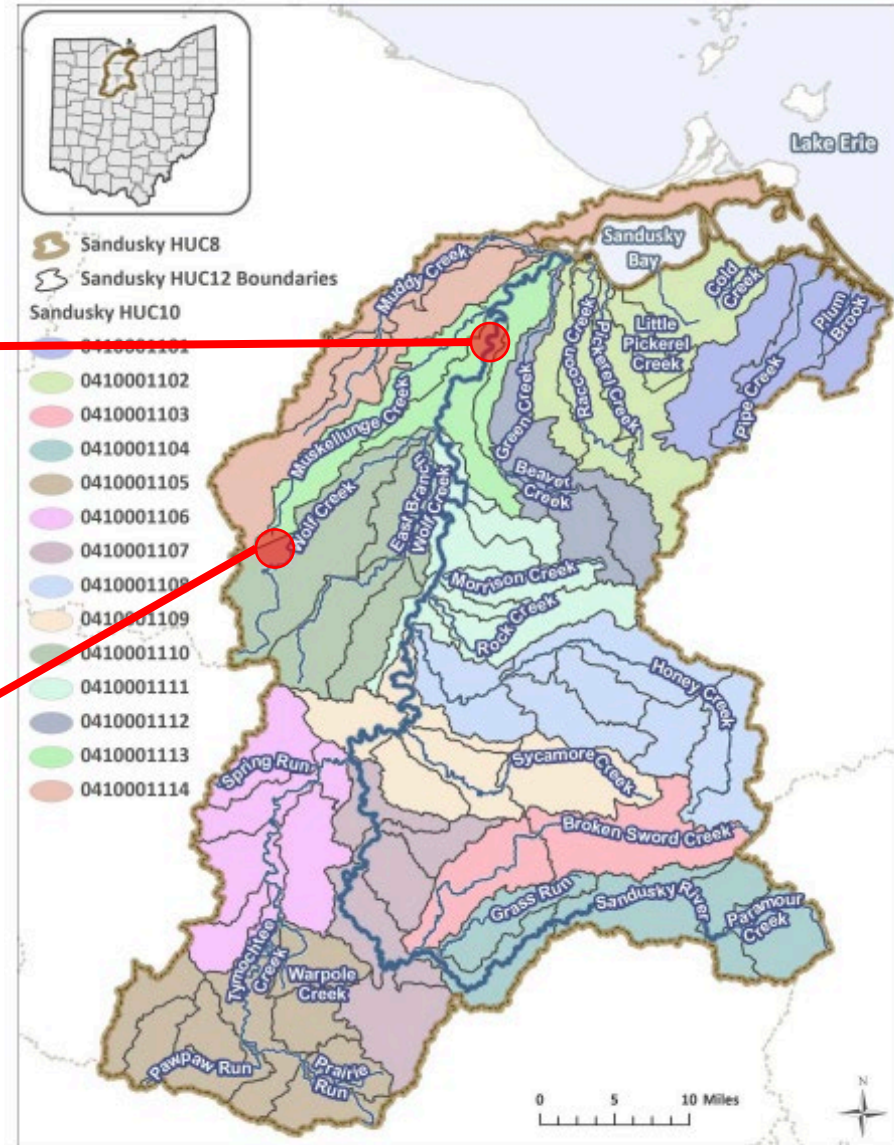 Lake Erie
Sandusky HUC8
Sandusky HUC12 Boundaries
Sandusky HUC10
0410001101
0410001102
0410001103
0410001104
0410001105
0410001106
0410001107
0410001108
0410001109
0410001110
0411001111
0410001112
0410001113
0410001114
Sandusky
Bay
Muddy Creek
Cold
Creek
Plum
Brook
Little
Pickerel
Creek
Raccoon Creek
Pickerel Creek
Pipe Creek
Green Creek
Muskellunge Creek
Beaver
Creek
Wolf Creek
East Branch
Wolf Creek
Morrison Creek
Rock Creek
Honey Creek
Spring Run
Sycamore
Creek
Broken Sword Creek
Grass Run
Sandusky
River
Paramour
Creek
Tymochtee
Creek
Warpole
Creek
Pawpaw Run
Prairie
Run
0 5 10 Miles
N